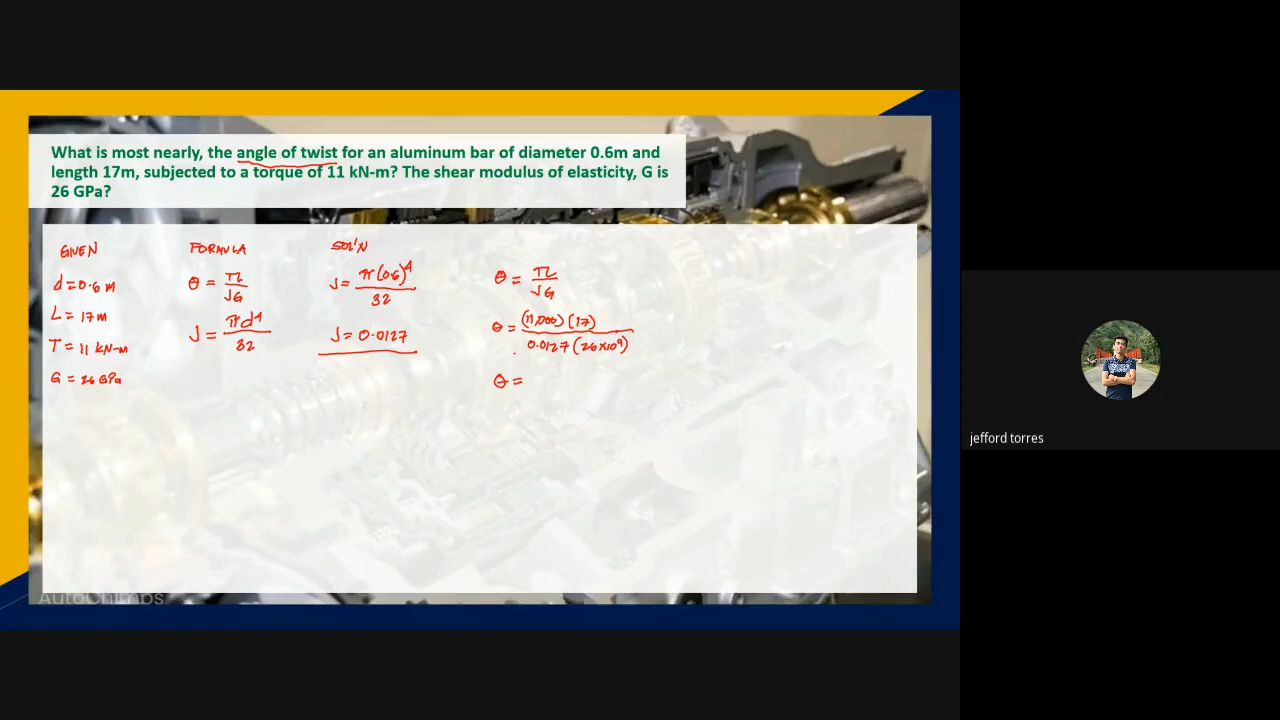 What is most nearly, the angle of twist for an aluminum bar of diameter 0.6m and
length 17m, subjected to a torque of 11 kN-m? The shear modulus of elasticity, G is
26 GPa?
GIVEN
d = 0.6 M
L = 17 M
T = 11 KN-M
G = 26 GPa
FORMULA
θ = TL/JG
J = πd⁴/32
SOL'N
J = π(0.6)⁴/32
J = 0.0127
θ = TL/JG
θ = (11,000)(17)/0.0127(26x10⁹)
θ =
AutoChimps
jefford torres